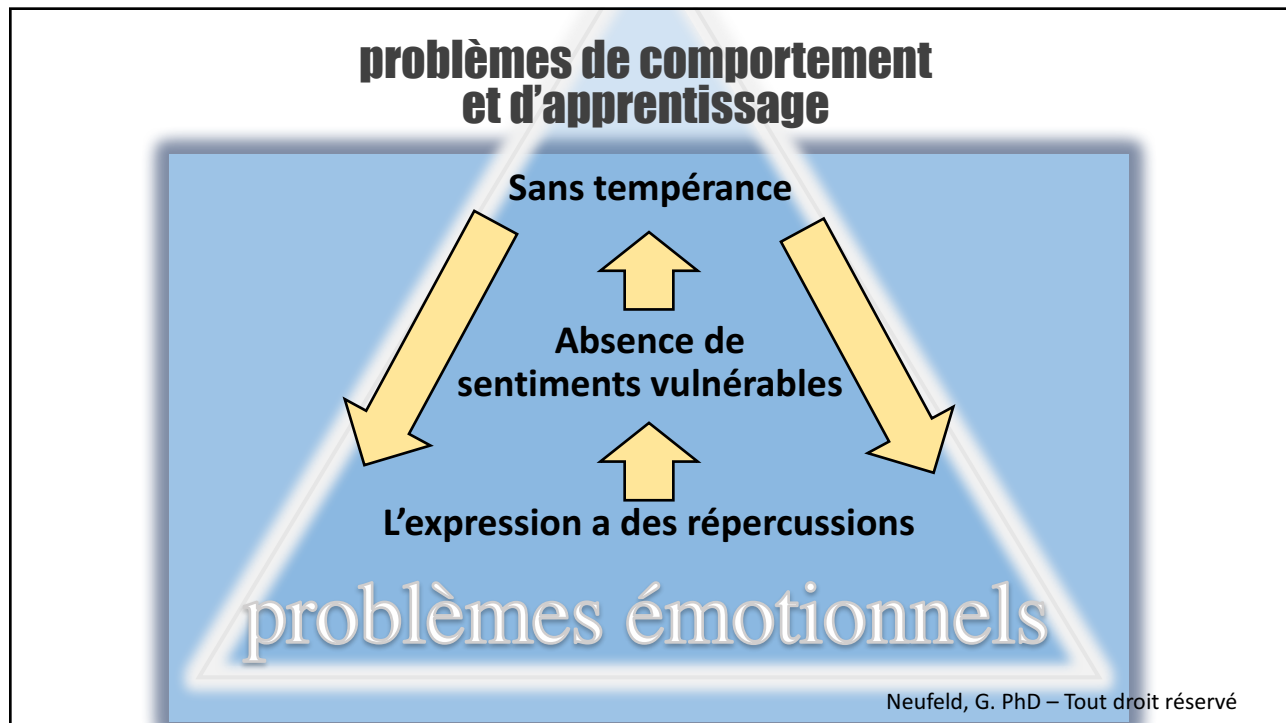 problèmes de comportement
et d’apprentissage
Sans tempérance
Absence de
sentiments vulnérables
L’expression a des répercussions
problèmes émotionnels
Neufeld, G. PhD – Tout droit réservé